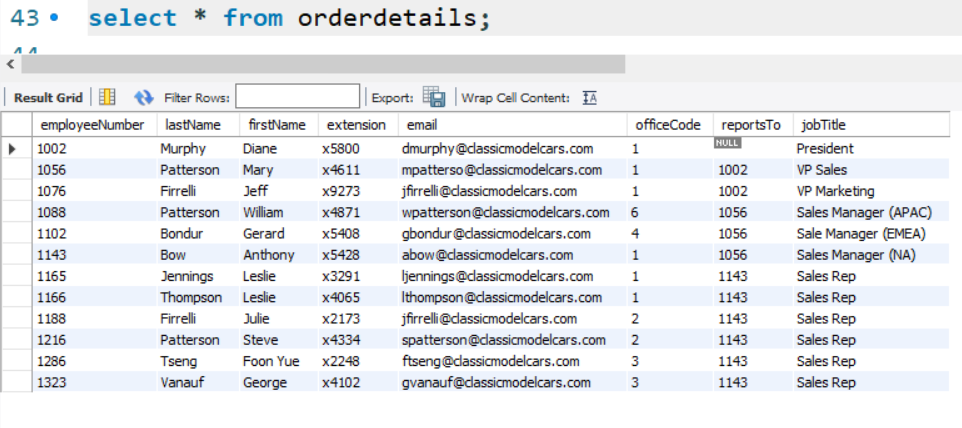 43 select * from orderdetails;
44
Result Grid Filter Rows: Export: Wrap Cell Content: IA
employeeNumber lastName firstName extension email officeCode reportsTo jobTitle
1002 Murphy Diane x5800 dmurphy@classicmodelcars.com 1 NULL President
1056 Patterson Mary x4611 mpatterso@classicmodelcars.com 1 1002 VP Sales
1076 Firrelli Jeff x9273 jfirrelli@classicmodelcars.com 1 1002 VP Marketing
1088 Patterson William x4871 wpatterson@classicmodelcars.com 6 1056 Sales Manager (APAC)
1102 Bondur Gerard x5408 gbondur@classicmodelcars.com 4 1056 Sale Manager (EMEA)
1143 Bow Anthony x5428 abow@classicmodelcars.com 1 1056 Sales Manager (NA)
1165 Jennings Leslie x3291 ljennings@classicmodelcars.com 1 1143 Sales Rep
1166 Thompson Leslie x4065 lthompson@classicmodelcars.com 1 1143 Sales Rep
1188 Firrelli Julie x2173 jfirrelli@classicmodelcars.com 2 1143 Sales Rep
1216 Patterson Steve x4334 spatterson@classicmodelcars.com 2 1143 Sales Rep
1286 Tseng Foon Yue x2248 ftseng@classicmodelcars.com 3 1143 Sales Rep
1323 Vanauf George x4102 gvanauf@classicmodelcars.com 3 1143 Sales Rep